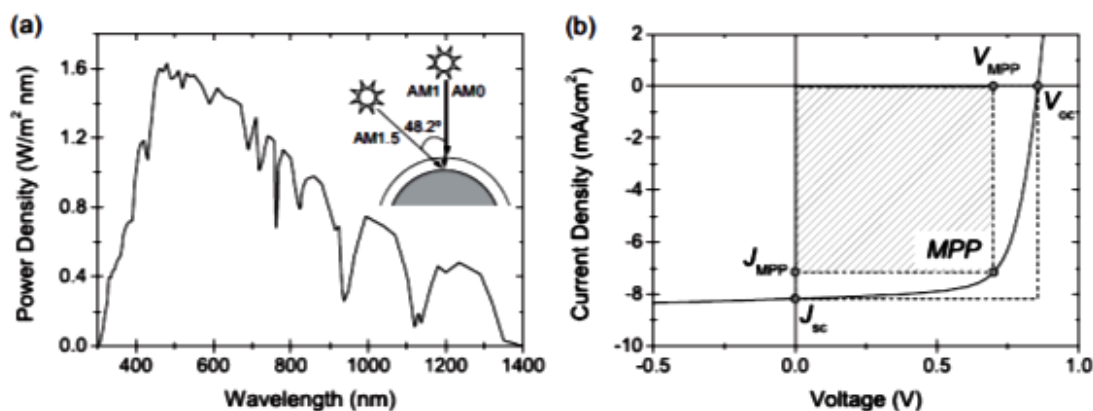 (a)
Power Density (W/m² nm)
1.6
1.2
0.8
0.4
0.0
400 600 800 1000 1200 1400
Wavelength (nm)
AM1 AM0
48.2°
AM1.5
(b)
Current Density (mA/cm²)
2
0
-2
-4
-6
-8
-10
-0.5 0.0 0.5 1.0
Voltage (V)
V_MPP
V_oc
MPP
J_MPP
J_sc